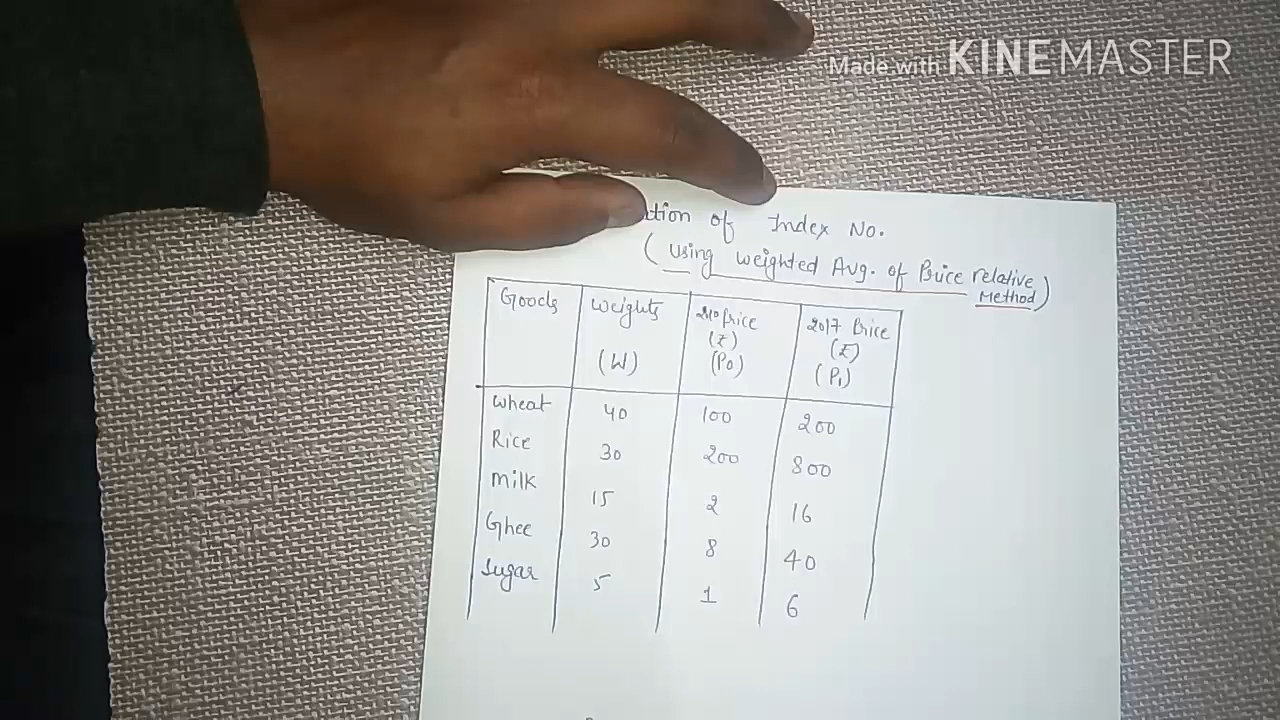 Made with KINEMASTER
tion of Index No.
(Using weighted Avg. of Price relative
Method)
Goods Weights (W) price (₹) (P0) 2017 Price (₹) (P1)
Wheat 40 100 200
Rice 30 200 800
Milk 15 2 16
Ghee 30 8 40
Sugar 5 1 6